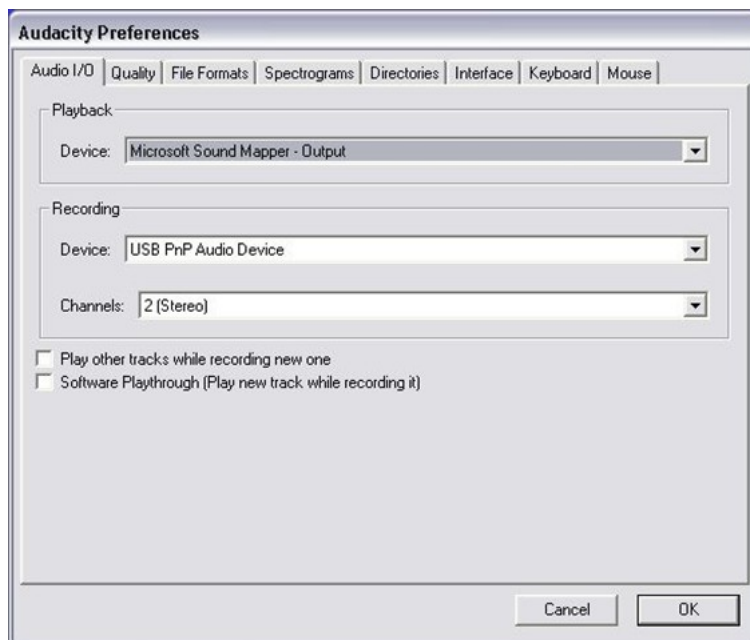 Audacity Preferences
Audio I/O Quality File Formats Spectrograms Directories Interface Keyboard Mouse
Playback
Device: Microsoft Sound Mapper - Output
Recording
Device: USB PnP Audio Device
Channels: 2 (Stereo)
Play other tracks while recording new one
Software Playthrough (Play new track while recording it)
Cancel OK